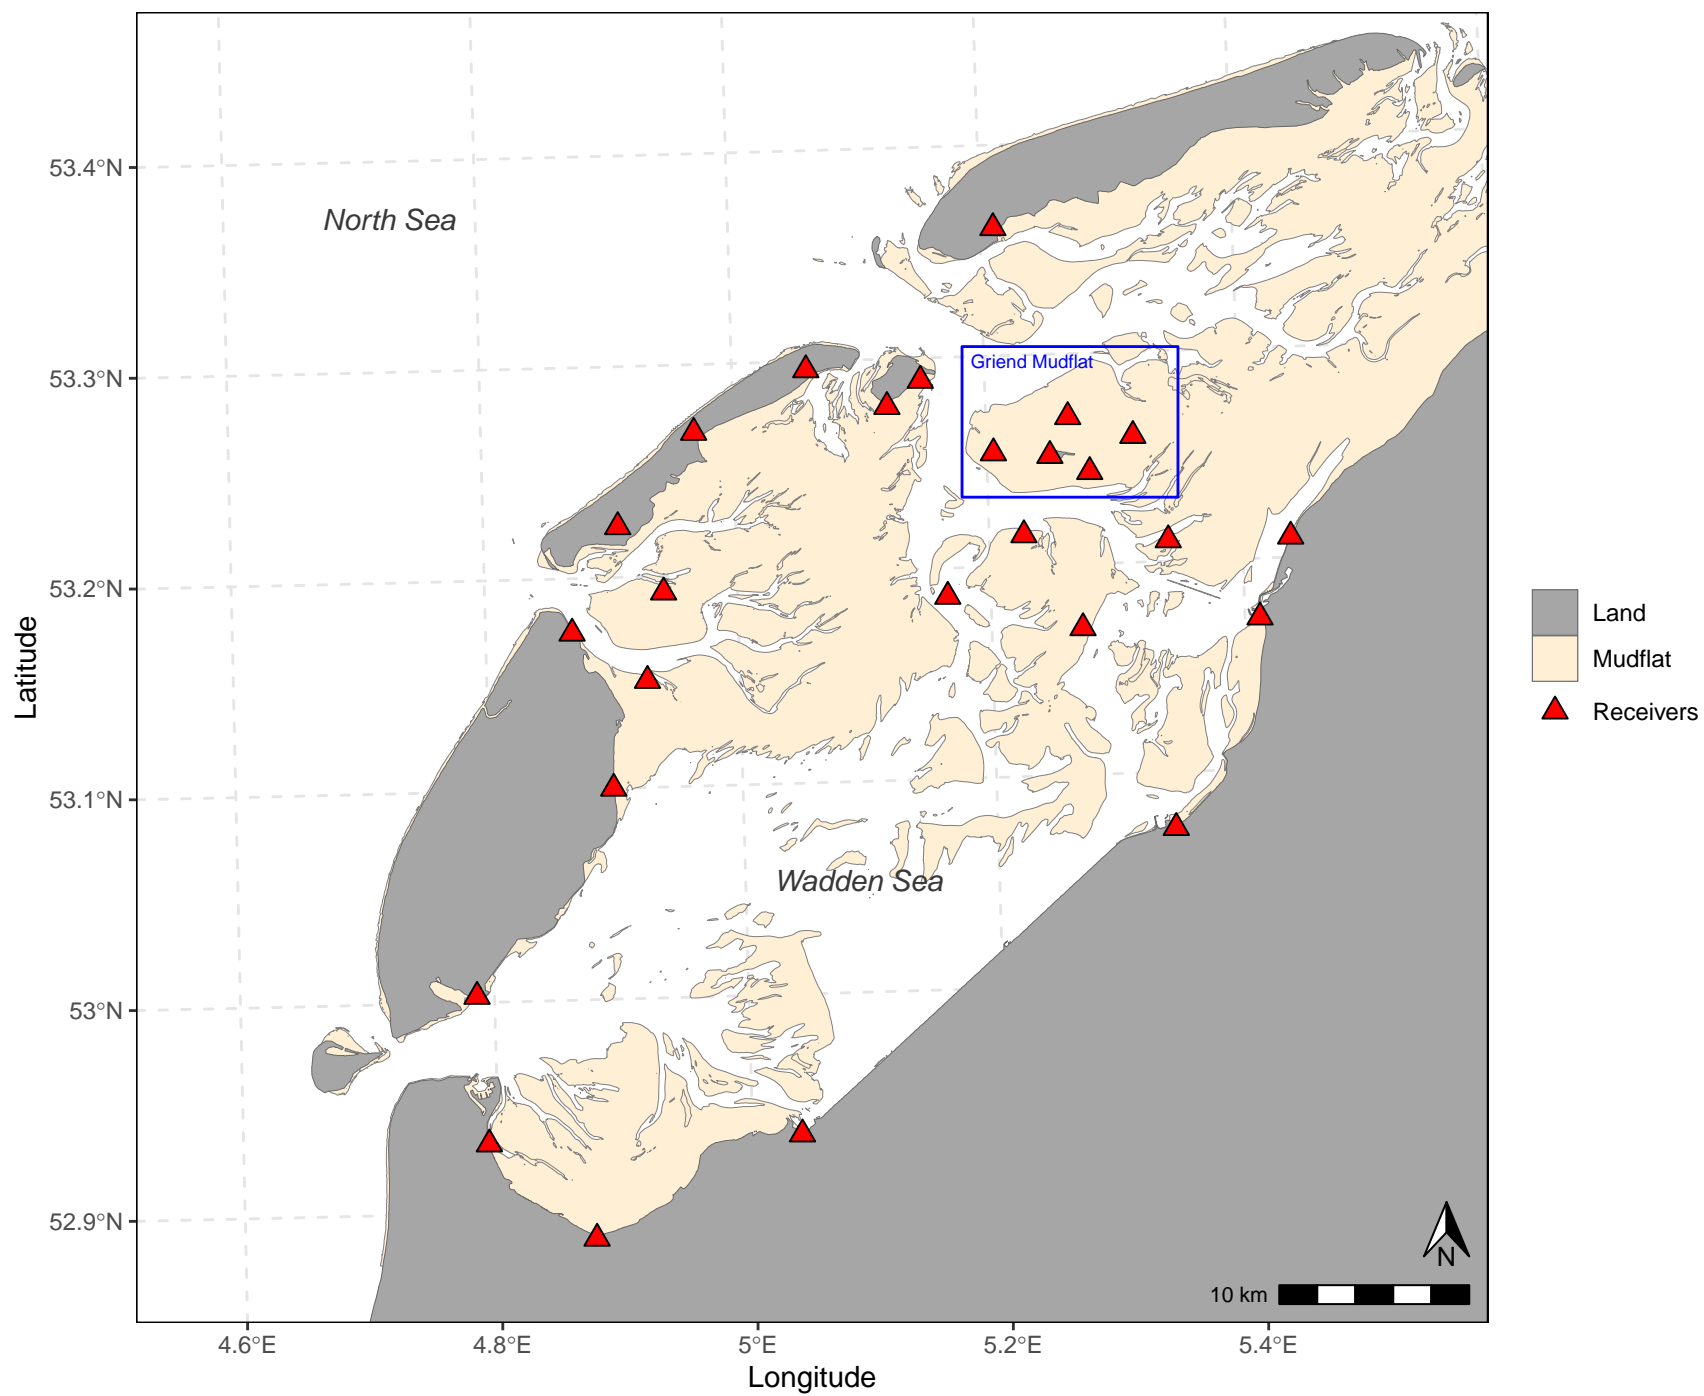 53.4°N
North Sea
53.3°N
Griend Mudflat
53.2°N
Land
Mudflat
Receivers
Latitude
53.1°N
Wadden Sea
53°N
52.9°N
N
10 km
4.6°E
4.8°E
5°E
5.2°E
5.4°E
Longitude